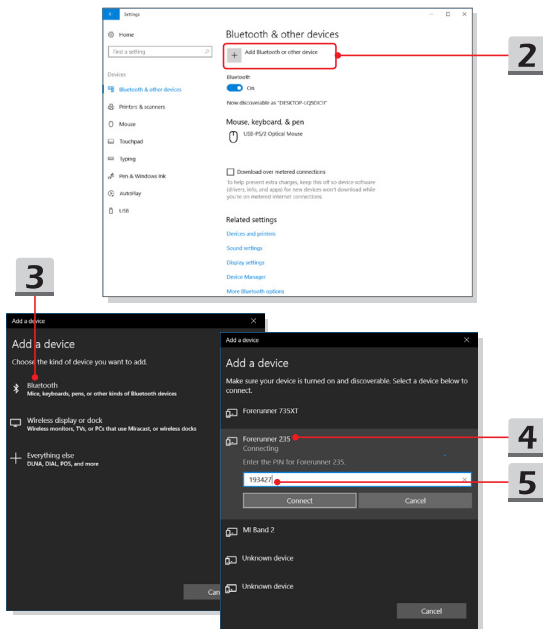 Settings
Home
Find a setting
Devices
Bluetooth & other devices
Printers & scanners
Mouse
Touchpad
Typing
Pen & Windows Ink
AutoPlay
USB
Bluetooth & other devices
Add Bluetooth or other device
2
Bluetooth
On
Now discoverable as
Mouse, keyboard, & pen
USB-PS/2 Optical Mouse
Download over metered connections
To help prevent extra charges, keep this off so device software
(drivers, info, and apps) for new devices won't download while
you're on metered internet connections.
Related settings
Devices and printers
Sound settings
Display settings
Device Manager
More Bluetooth options
3
Add a device
Add a device
Choose the kind of device you want to add.
Bluetooth
Mice, keyboards, pens, or other kinds of Bluetooth devices
Wireless display or dock
Wireless monitors, TVs, or PCs that use Miracast, or wireless docks
Everything else
DLNA, DIAL, POS, and more
Can
Add a device
Add a device
Make sure your device is turned on and discoverable. Select a device below to
connect.
Forerunner 735XT
Forerunner 235
4
Connecting
Enter the PIN for Forerunner 235.
193427
5
Connect
Cancel
MI Band 2
Unknown device
Unknown device
Cancel